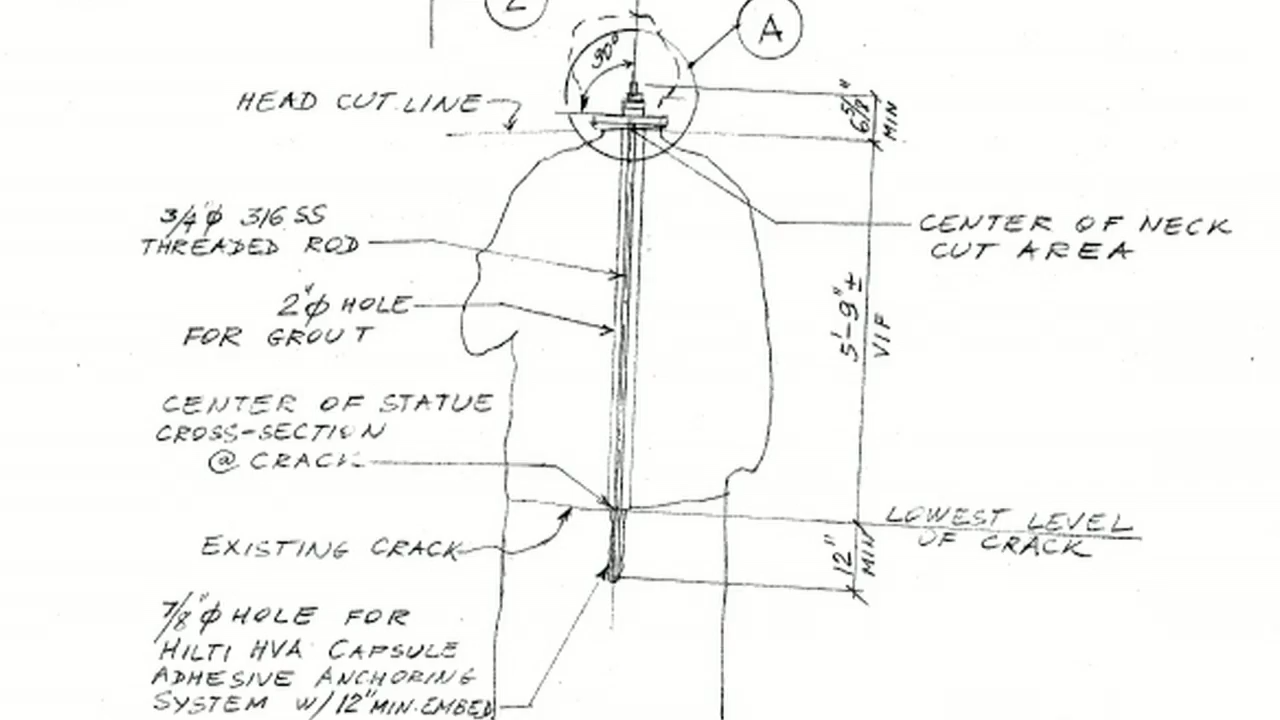 2
A
90°
HEAD CUT LINE
6 5/8"
MIN
3/4"φ 316 SS
THREADED ROD
CENTER OF NECK
CUT AREA
2"φ HOLE
FOR GROUT
5'-9"±
VIF
CENTER OF STATUE
CROSS-SECTION
@ CRACK
LOWEST LEVEL
OF CRACK
EXISTING CRACK
12"
MIN
7/8"φ HOLE FOR
HILTI HVA CAPSULE
ADHESIVE ANCHORING
SYSTEM W/12"MIN.EMBED